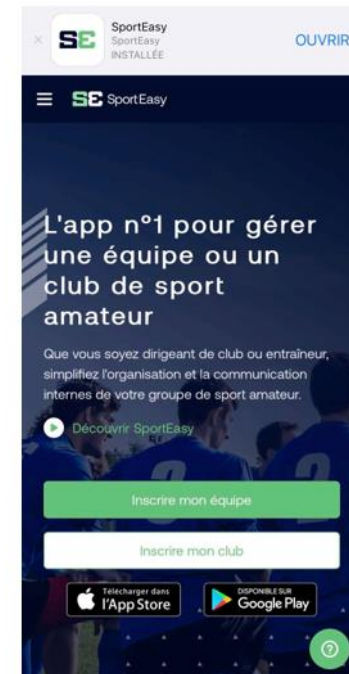 SportEasy
SportEasy
INSTALLÉE
OUVRIR
SE SportEasy
L'app n°1 pour gérer
une équipe ou un
club de sport
amateur
Que vous soyez dirigeant de club ou entraîneur,
simplifiez l'organisation et la communication
internes de votre groupe de sport amateur.
Découvrir SportEasy
Inscrire mon équipe
Inscrire mon club
Télécharger dans
l'App Store
DISPONIBLE SUR
Google Play